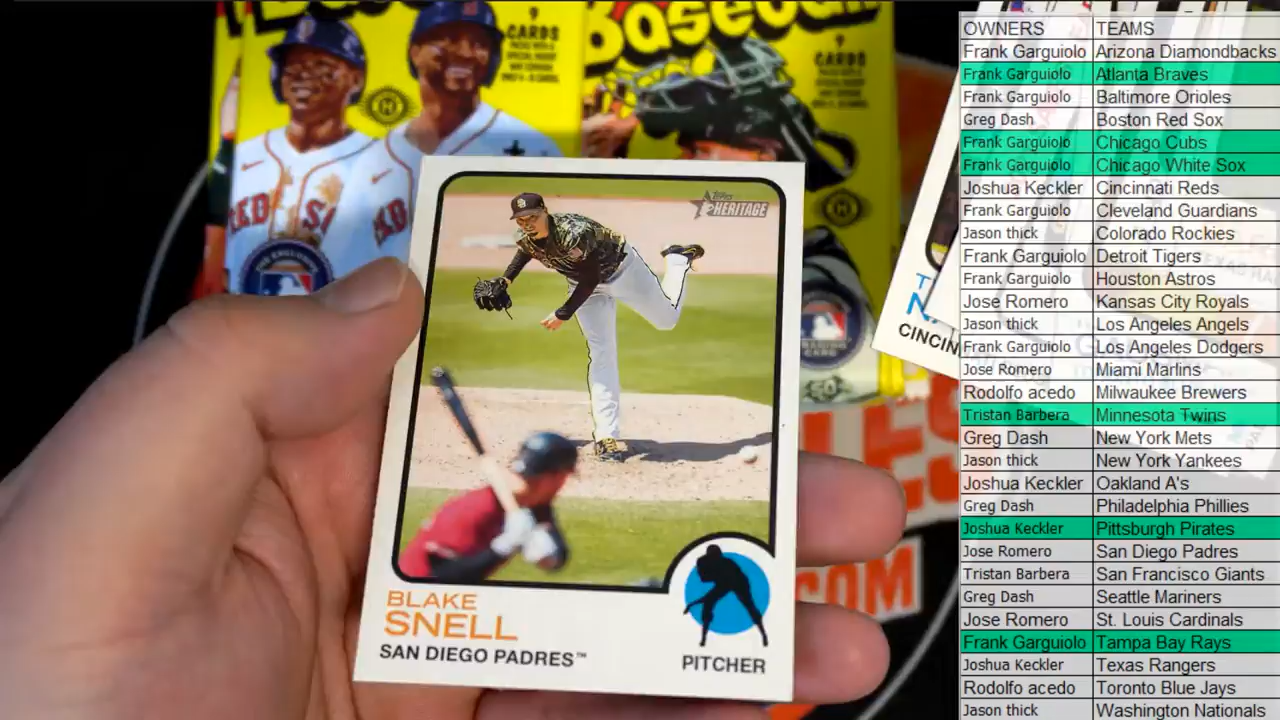 Baseball
9
CARDS
Baseball
9
CARDS
Topps
HERITAGE
BLAKE
SNELL
SAN DIEGO PADRES™
PITCHER
CINCIN
50
COM
OWNERS TEAMS
Frank Garguiolo Arizona Diamondbacks
Frank Garguiolo Atlanta Braves
Frank Garguiolo Baltimore Orioles
Greg Dash Boston Red Sox
Frank Garguiolo Chicago Cubs
Frank Garguiolo Chicago White Sox
Joshua Keckler Cincinnati Reds
Frank Garguiolo Cleveland Guardians
Jason thick Colorado Rockies
Frank Garguiolo Detroit Tigers
Frank Garguiolo Houston Astros
Jose Romero Kansas City Royals
Jason thick Los Angeles Angels
Frank Garguiolo Los Angeles Dodgers
Jose Romero Miami Marlins
Rodolfo acedo Milwaukee Brewers
Tristan Barbera Minnesota Twins
Greg Dash New York Mets
Jason thick New York Yankees
Joshua Keckler Oakland A's
Greg Dash Philadelphia Phillies
Joshua Keckler Pittsburgh Pirates
Jose Romero San Diego Padres
Tristan Barbera San Francisco Giants
Greg Dash Seattle Mariners
Jose Romero St. Louis Cardinals
Frank Garguiolo Tampa Bay Rays
Joshua Keckler Texas Rangers
Rodolfo acedo Toronto Blue Jays
Jason thick Washington Nationals